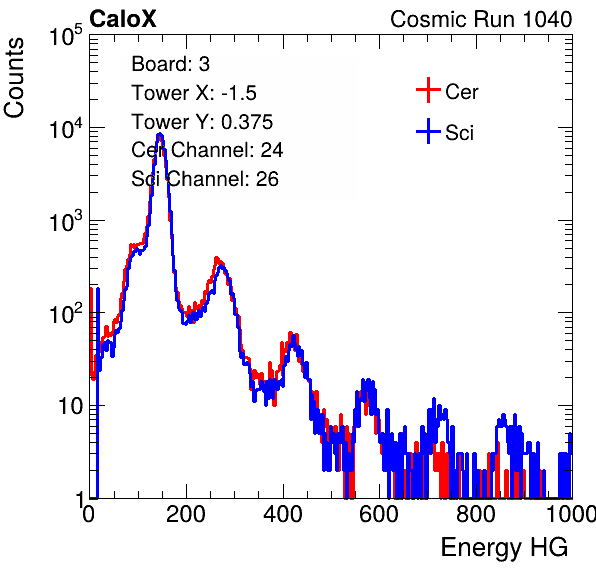 CaloX Cosmic Run 1040
Counts
10^5
10^4
10^3
10^2
10
1
Board: 3
Tower X: -1.5
Tower Y: 0.375
Cer Channel: 24
Sci Channel: 26
Cer
Sci
0 200 400 600 800 1000
Energy HG